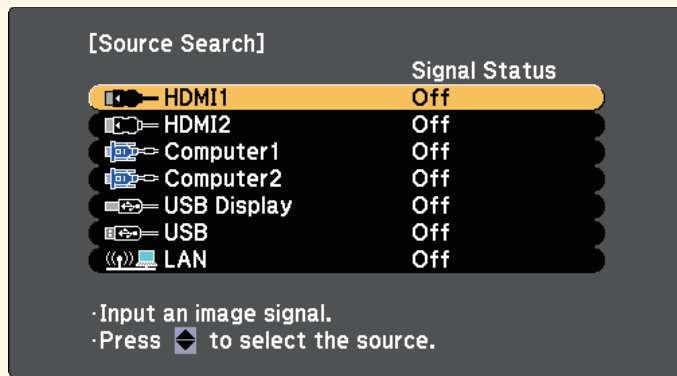 [Source Search]
Signal Status
HDMI1 Off
HDMI2 Off
Computer1 Off
Computer2 Off
USB Display Off
USB Off
LAN Off
·Input an image signal.
·Press to select the source.